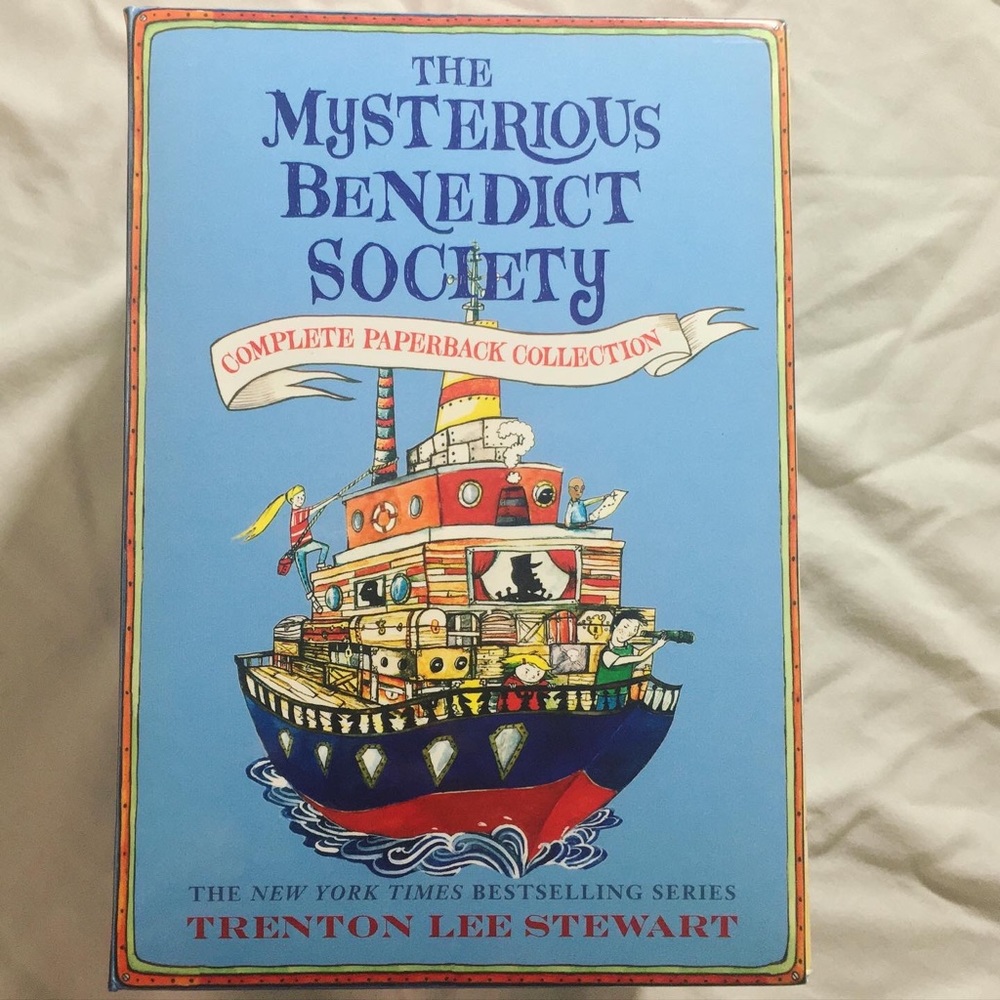 THE
MYSTERIOUS
BENEDICT
SOCIETY
COMPLETE PAPERBACK COLLECTION
THE NEW YORK TIMES BESTSELLING SERIES
TRENTON LEE STEWART